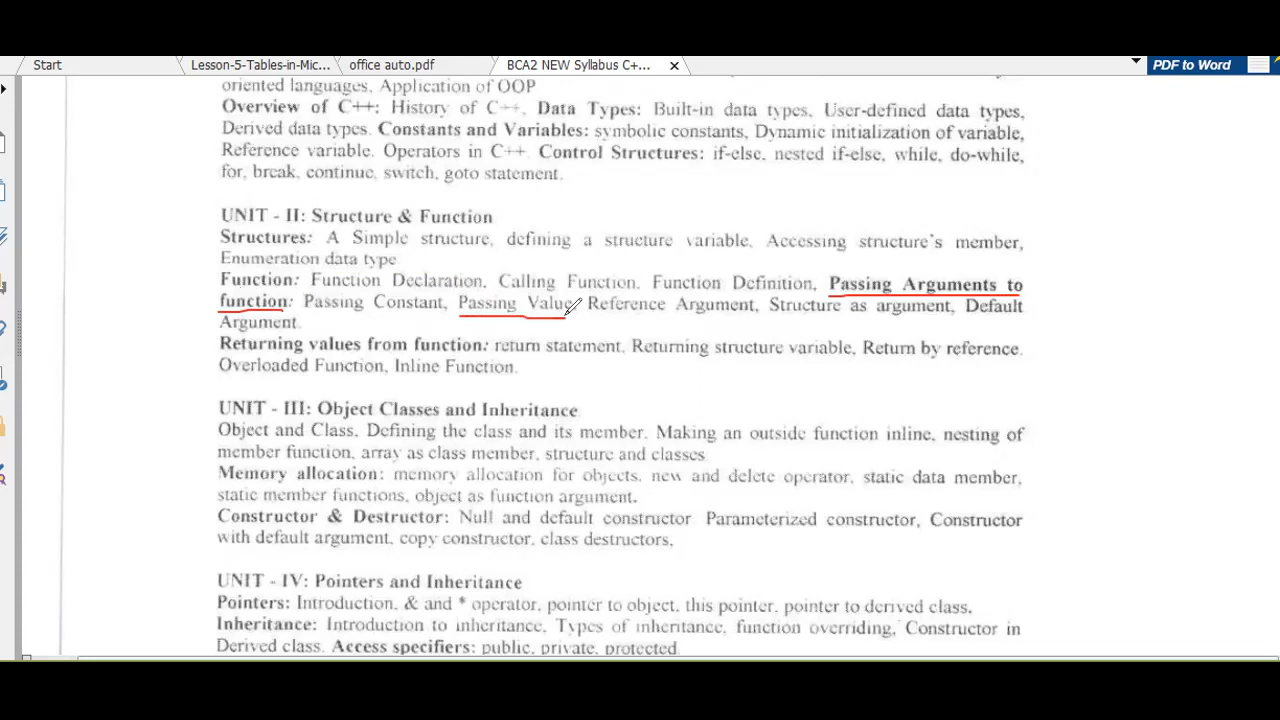 Start
Lesson-5-Tables-in-Mic...
office auto.pdf
BCA2 NEW Syllabus C+...
PDF to Word
oriented languages, Application of OOP
Overview of C++: History of C++, Data Types: Built-in data types, User-defined data types,
Derived data types. Constants and Variables: symbolic constants, Dynamic initialization of variable,
Reference variable. Operators in C++. Control Structures: if-else, nested if-else, while, do-while,
for, break, continue, switch, goto statement.
UNIT - II: Structure & Function
Structures: A Simple structure, defining a structure variable, Accessing structure's member,
Enumeration data type
Function: Function Declaration, Calling Function, Function Definition, Passing Arguments to
function: Passing Constant, Passing Value, Reference Argument, Structure as argument, Default
Argument.
Returning values from function: return statement, Returning structure variable, Return by reference.
Overloaded Function, Inline Function.
UNIT - III: Object Classes and Inheritance
Object and Class, Defining the class and its member, Making an outside function inline, nesting of
member function, array as class member, structure and classes
Memory allocation: memory allocation for objects, new and delete operator, static data member,
static member functions, object as function argument.
Constructor & Destructor: Null and default constructor Parameterized constructor, Constructor
with default argument, copy constructor, class destructors,
UNIT - IV: Pointers and Inheritance
Pointers: Introduction, & and * operator, pointer to object, this pointer, pointer to derived class.
Inheritance: Introduction to inheritance, Types of inheritance, function overriding, Constructor in
Derived class. Access specifiers: public, private, protected.